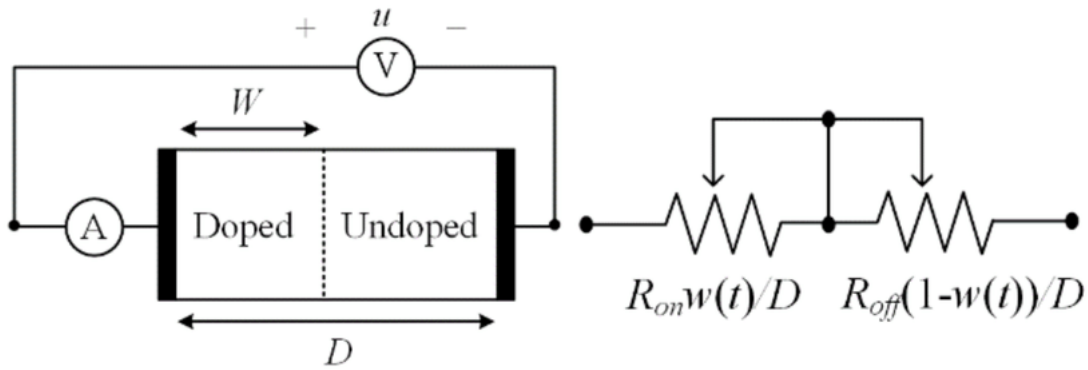 + u −
V
W
A
Doped Undoped
D
R_on w(t)/D R_off(1-w(t))/D